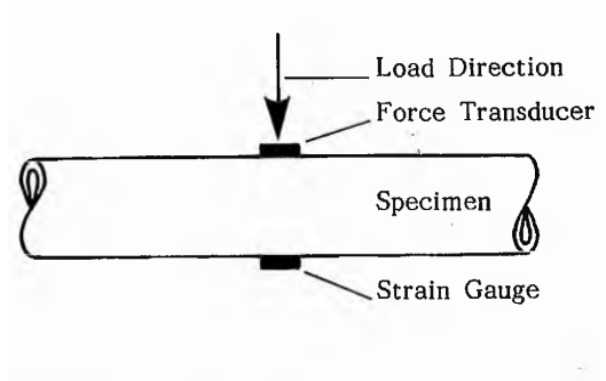 Load Direction
Force Transducer
Specimen
Strain Gauge